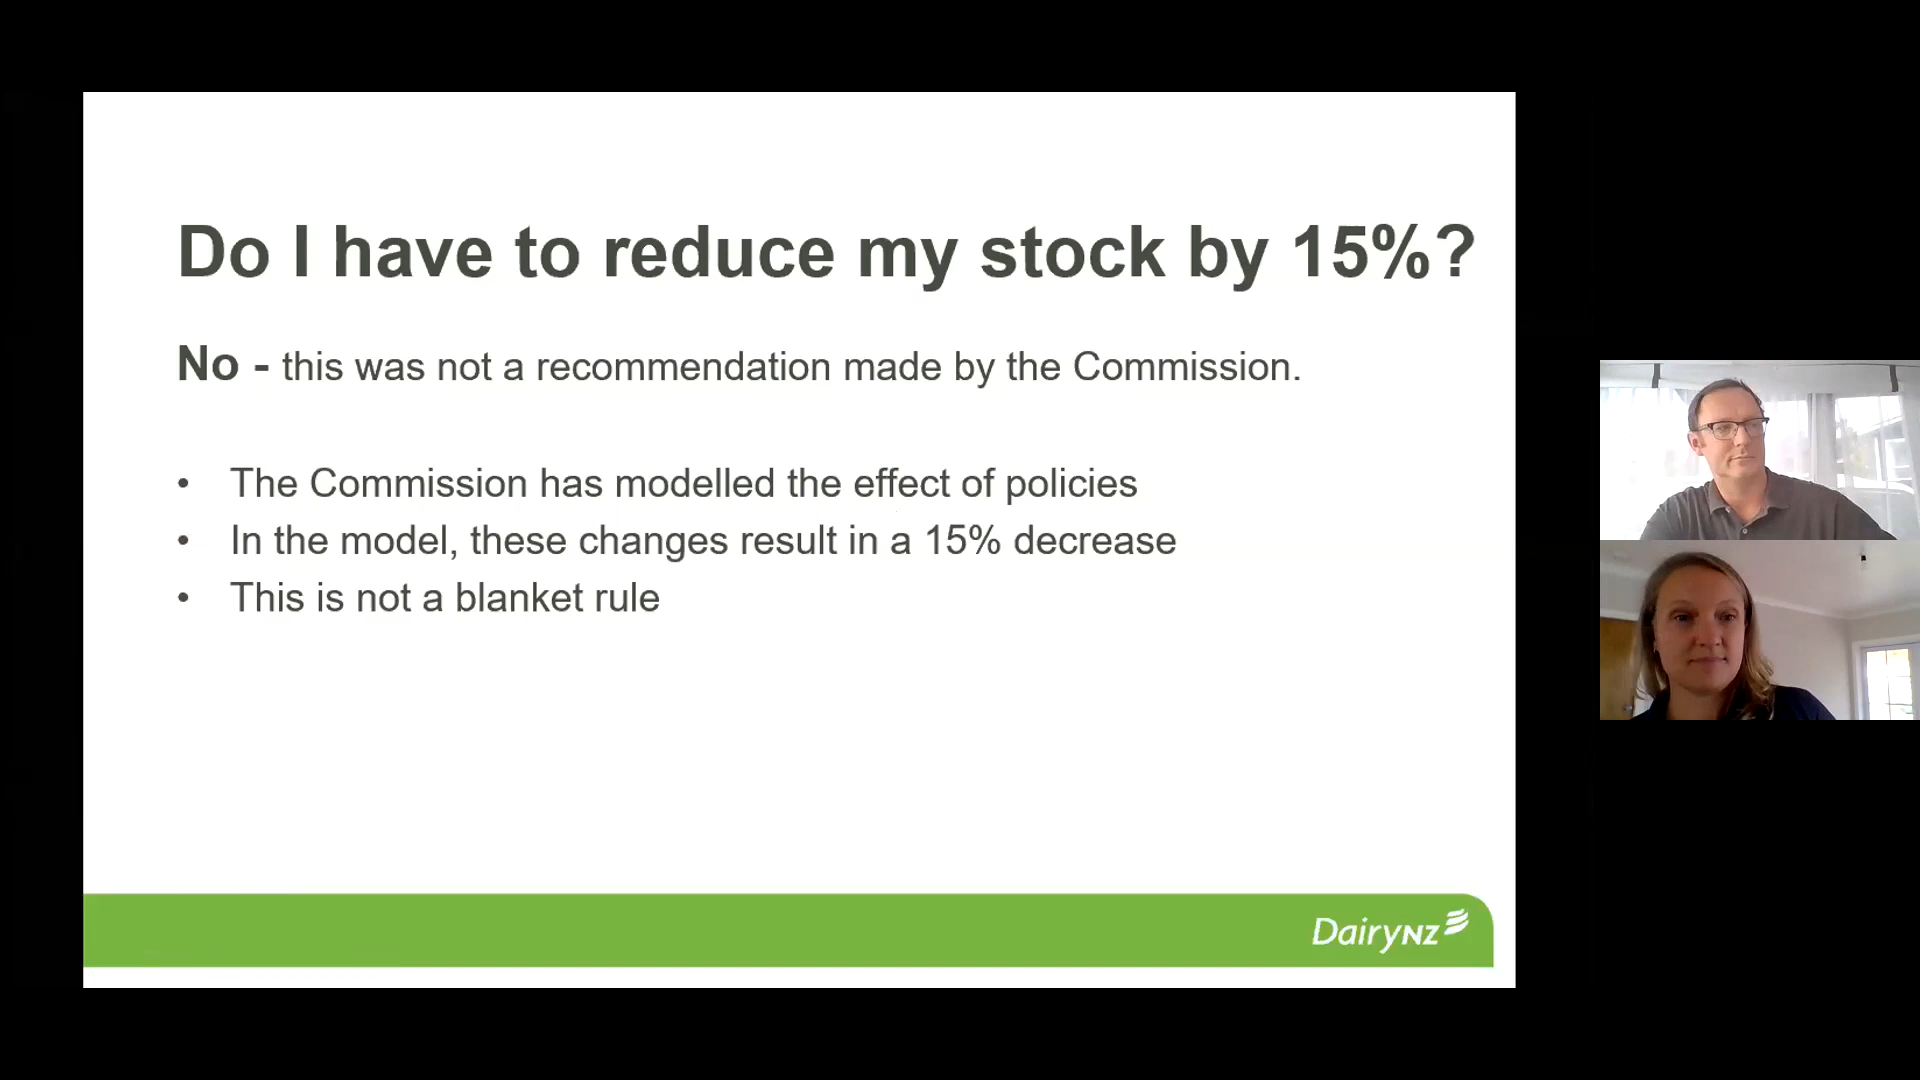 Do I have to reduce my stock by 15%?
No - this was not a recommendation made by the Commission.
• The Commission has modelled the effect of policies
• In the model, these changes result in a 15% decrease
• This is not a blanket rule
DairyNZ